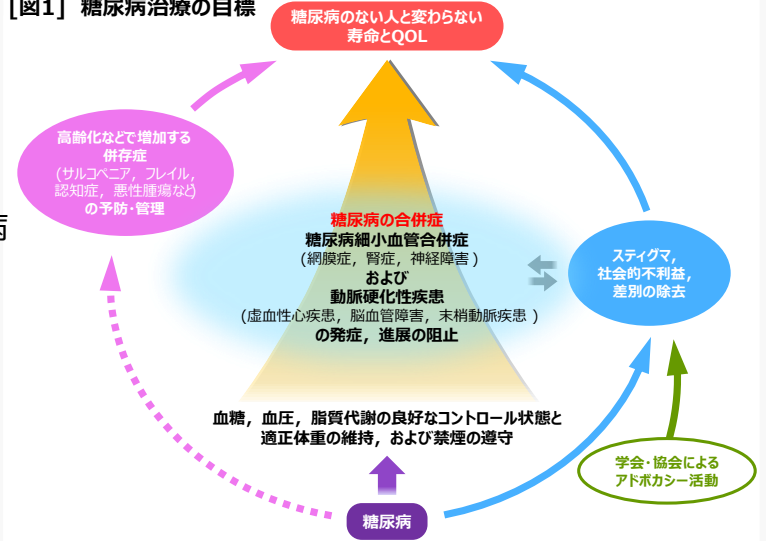 [図1] 糖尿病治療の目標
糖尿病のない人と変わらない
寿命とQOL
高齢化などで増加する
併存症
(サルコペニア，フレイル，
認知症，悪性腫瘍など)
の予防・管理
病
糖尿病の合併症
糖尿病細小血管合併症
(網膜症，腎症，神経障害)
および
動脈硬化性疾患
(虚血性心疾患，脳血管障害，末梢動脈疾患)
の発症，進展の阻止
スティグマ，
社会的不利益，
差別の除去
血糖，血圧，脂質代謝の良好なコントロール状態と
適正体重の維持，および禁煙の遵守
学会・協会による
アドボカシー活動
糖尿病